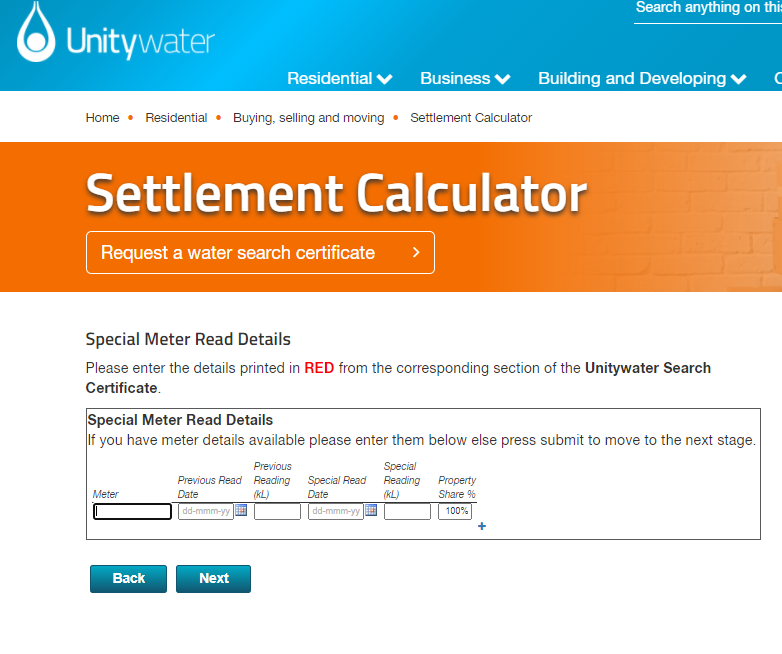 Search anything on this
Unitywater
Residential Business Building and Developing
Home • Residential • Buying, selling and moving • Settlement Calculator
Settlement Calculator
Request a water search certificate >
Special Meter Read Details
Please enter the details printed in RED from the corresponding section of the Unitywater Search
Certificate.
Special Meter Read Details
If you have meter details available please enter them below else press submit to move to the next stage.
Meter
Previous Read
Date
Previous
Reading
(kL)
Special Read
Date
Special
Reading
(kL)
Property
Share %
dd-mmm-yy dd-mmm-yy 100%
+
Back Next